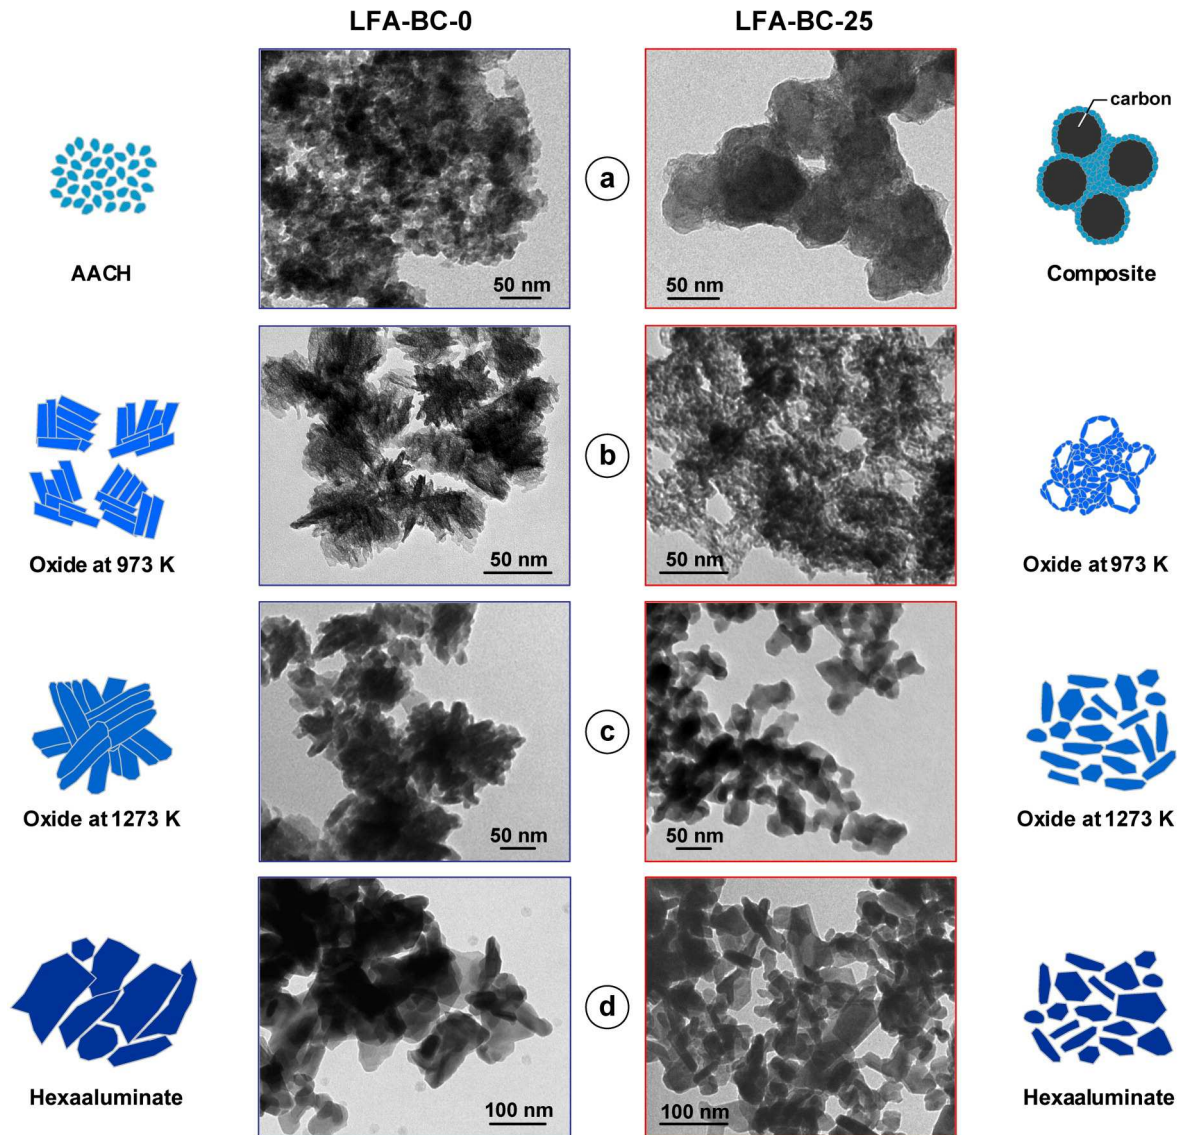 LFA-BC-0
LFA-BC-25
AACH
50 nm
a
50 nm
carbon
Composite
Oxide at 973 K
50 nm
b
50 nm
Oxide at 973 K
Oxide at 1273 K
50 nm
c
50 nm
Oxide at 1273 K
Hexaaluminate
100 nm
d
100 nm
Hexaaluminate